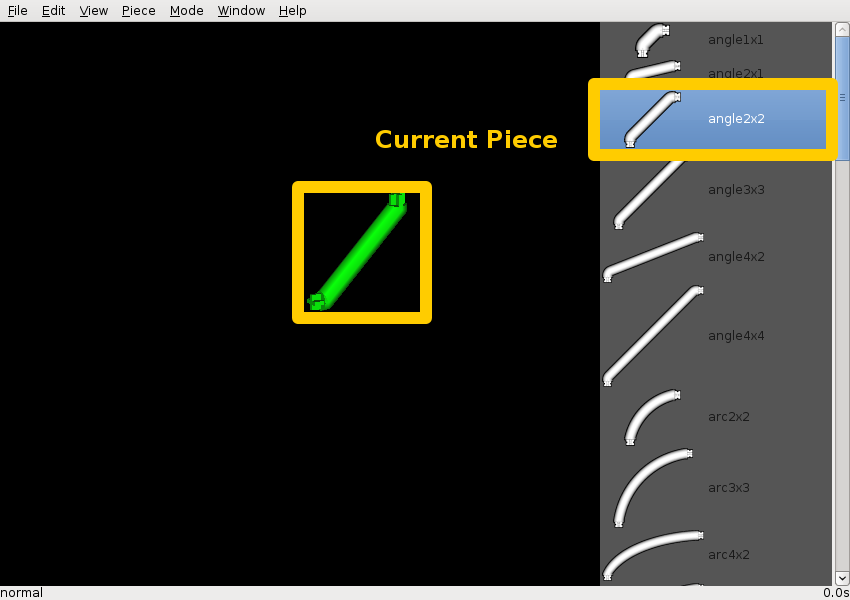 File Edit View Piece Mode Window Help
angle1x1
angle2x1
angle2x2
Current Piece
angle3x3
angle4x2
angle4x4
arc2x2
arc3x3
arc4x2
normal 0.0s